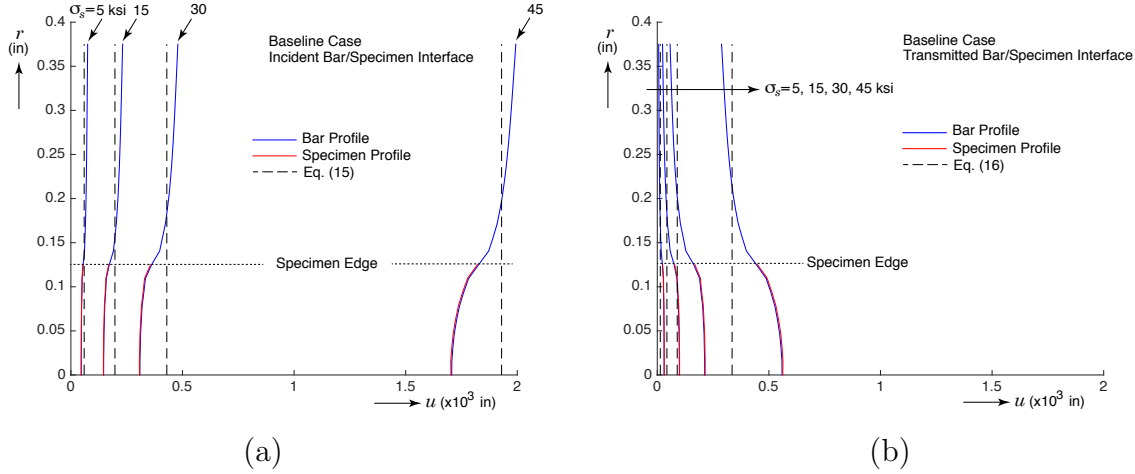 σs=5 ksi 15 30 45
r
(in)
0.4
0.35
0.3
0.25
0.2
0.15
0.1
0.05
0
Baseline Case
Incident Bar/Specimen Interface
Bar Profile
Specimen Profile
Eq. (15)
Specimen Edge
0 0.5 1 1.5 2
u (x10³ in)
(a)
r
(in)
0.4
0.35
0.3
0.25
0.2
0.15
0.1
0.05
0
Baseline Case
Transmitted Bar/Specimen Interface
σs=5, 15, 30, 45 ksi
Bar Profile
Specimen Profile
Eq. (16)
Specimen Edge
0 0.5 1 1.5 2
u (x10³ in)
(b)